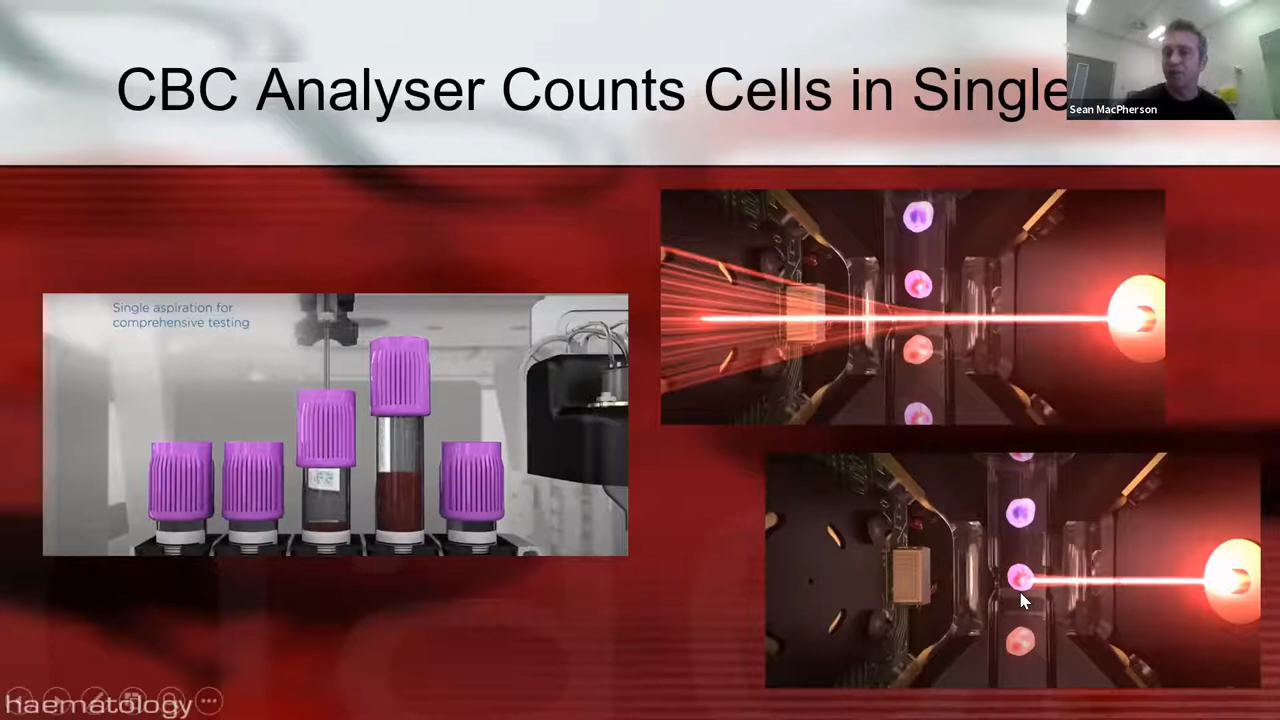 CBC Analyser Counts Cells in Single
Sean MacPherson
Single aspiration for
comprehensive testing
haematology